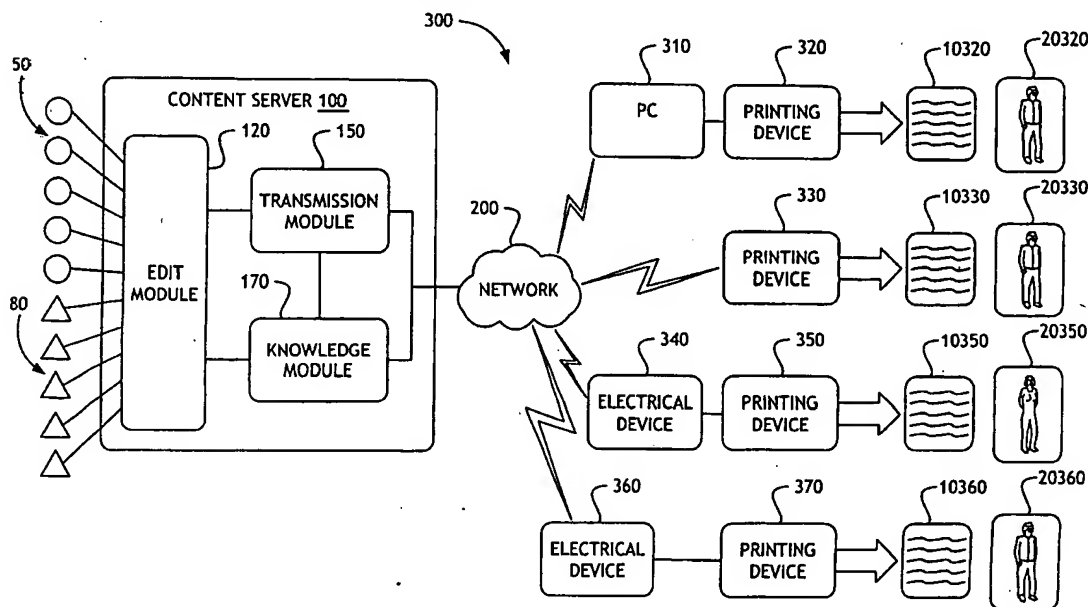 300
50
CONTENT SERVER 100
120
150
TRANSMISSION
MODULE
EDIT
MODULE
170
KNOWLEDGE
MODULE
80
200
NETWORK
310
PC
320
PRINTING
DEVICE
10320
20320
330
PRINTING
DEVICE
10330
20330
340
ELECTRICAL
DEVICE
350
PRINTING
DEVICE
10350
20350
360
ELECTRICAL
DEVICE
370
PRINTING
DEVICE
10360
20360